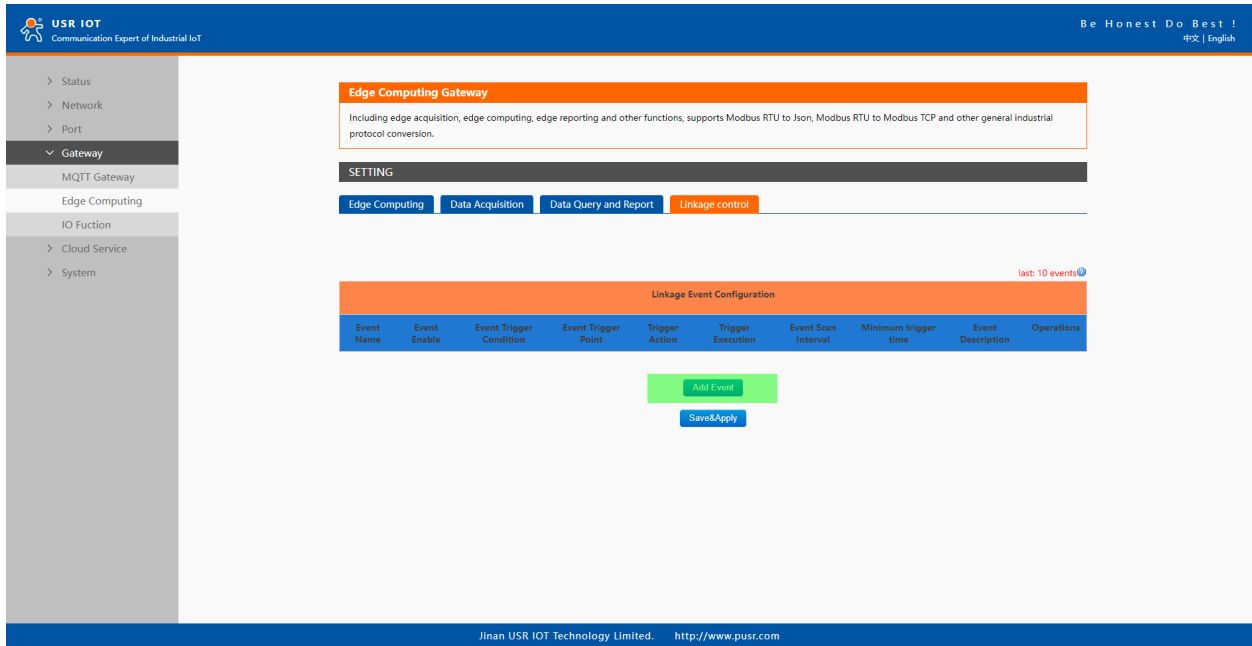 USR IOT
Communication Expert of Industrial IoT
Be Honest Do Best !
中文 | English
Status
Network
Port
Gateway
MQTT Gateway
Edge Computing
IO Fuction
Cloud Service
System
Edge Computing Gateway
Including edge acquisition, edge computing, edge reporting and other functions, supports Modbus RTU to Json, Modbus RTU to Modbus TCP and other general industrial
protocol conversion.
SETTING
Edge Computing Data Acquisition Data Query and Report Linkage control
last: 10 events
Linkage Event Configuration
Event Name Event Enable Event Trigger Condition Event Trigger Point Trigger Action Trigger Execution Event Scan Interval Minimum trigger time Event Description Operations
Add Event
Save&Apply
Jinan USR IOT Technology Limited. http://www.pusr.com